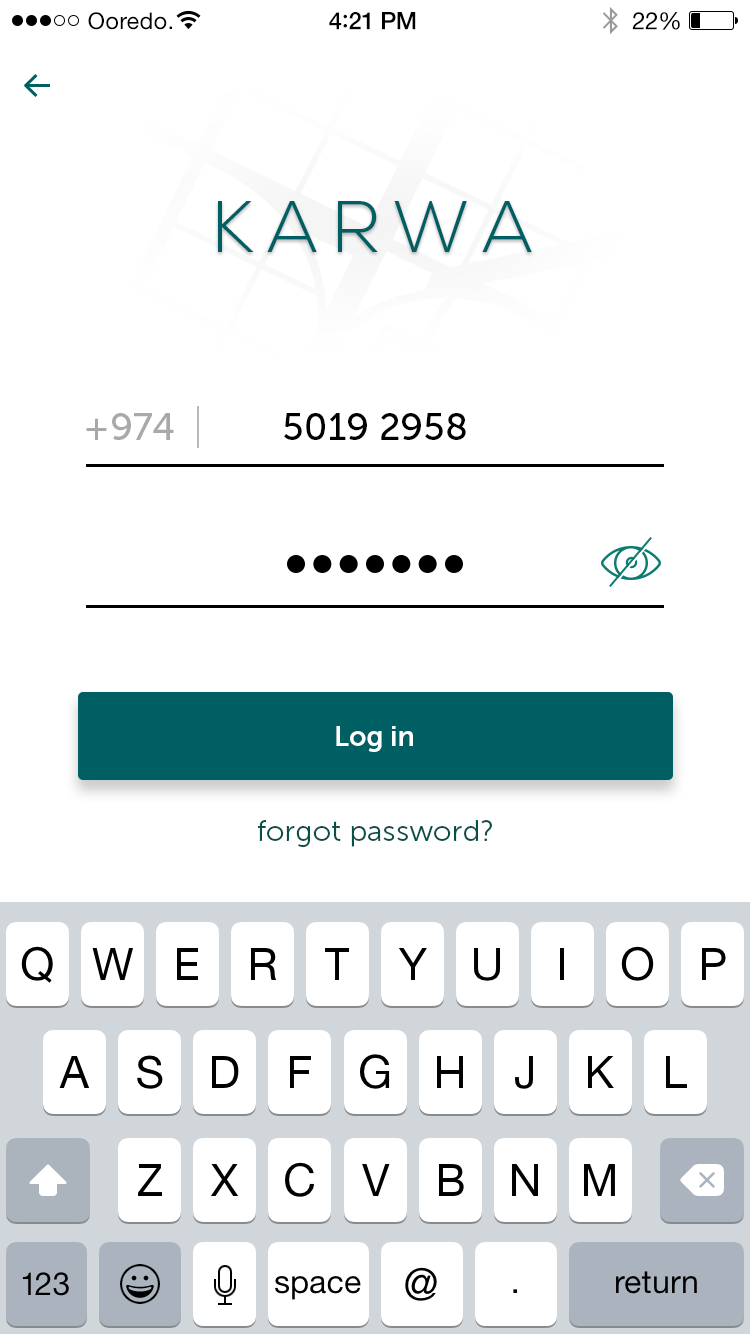 Ooredo. 4:21 PM 22%
KARWA
+974 5019 2958
Log in
forgot password?
Q W E R T Y U I O P
A S D F G H J K L
Z X C V B N M
123 space @ . return